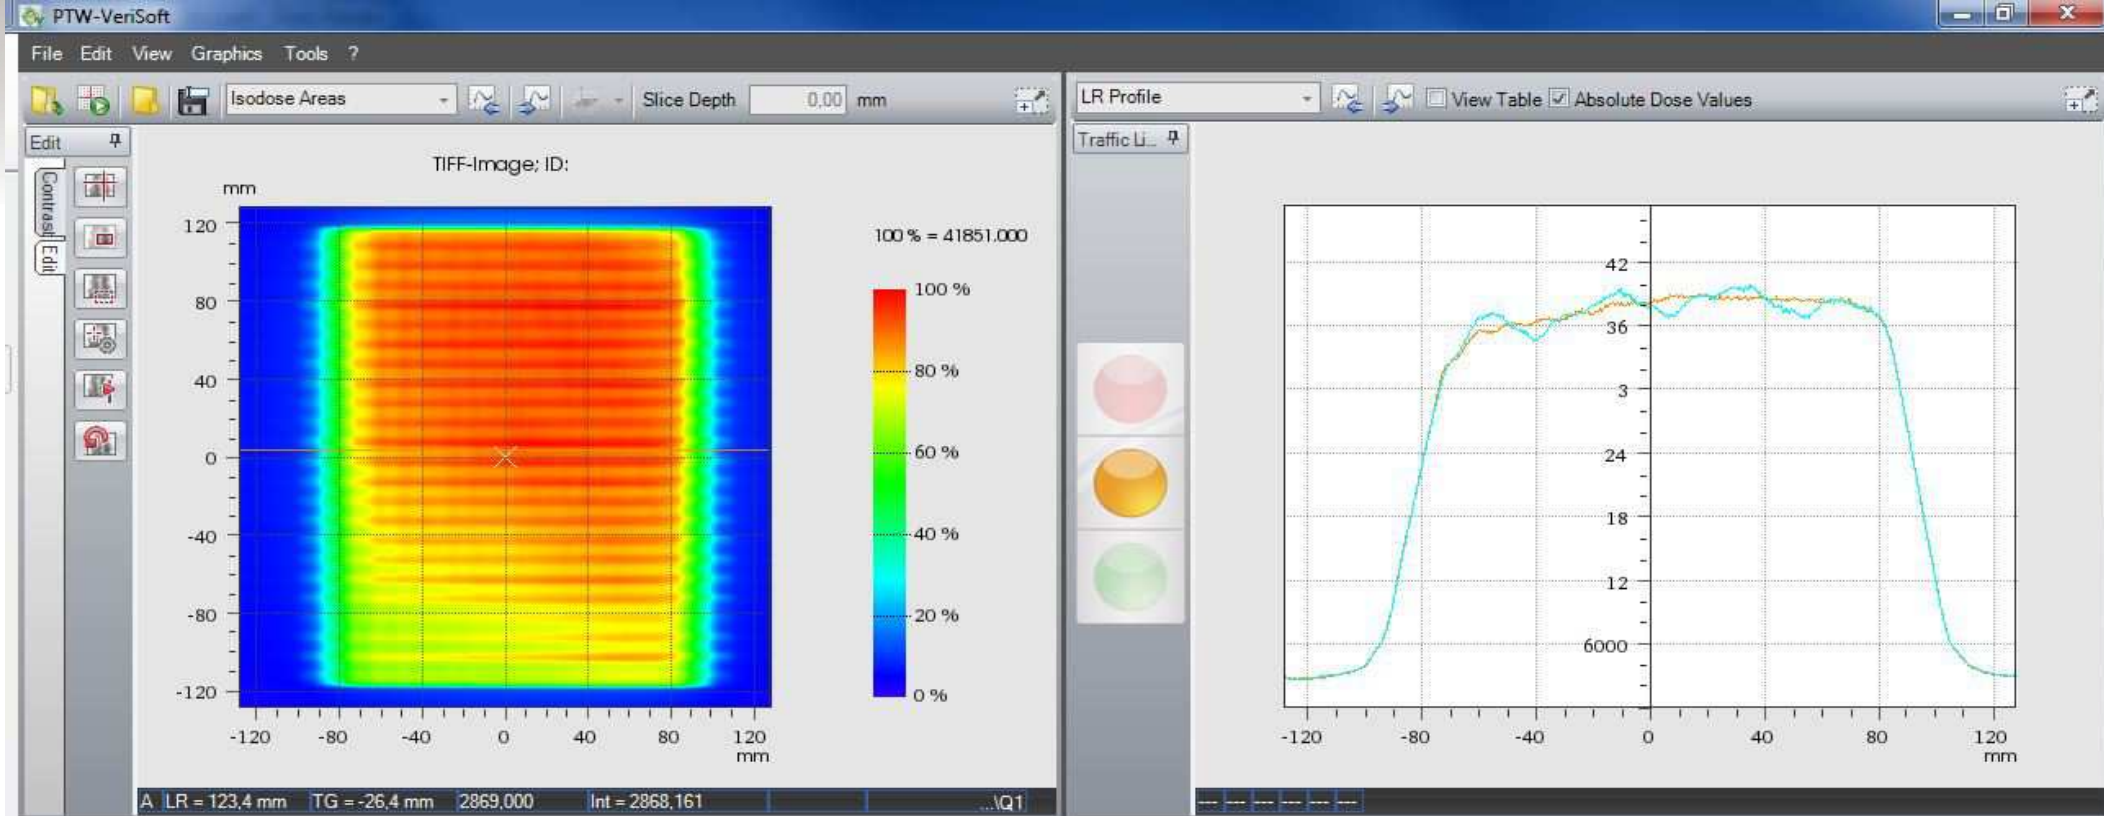 PTW-VeriSoft
File Edit View Graphics Tools ?
Isodose Areas
Slice Depth 0,00 mm
LR Profile
View Table Absolute Dose Values
Edit
Contrast
Edit
Traffic Li...
TIFF-Image; ID:
mm
120
80
40
0
-40
-80
-120
-120 -80 -40 0 40 80 120
mm
100 % = 41851.000
100 %
80 %
60 %
40 %
20 %
0 %
42
36
3
24
18
12
6000
-120 -80 -40 0 40 80 120
mm
A LR = 123,4 mm TG = -26,4 mm 2869,000 Int = 2868,161 ...\Q1
--- --- --- --- --- ---